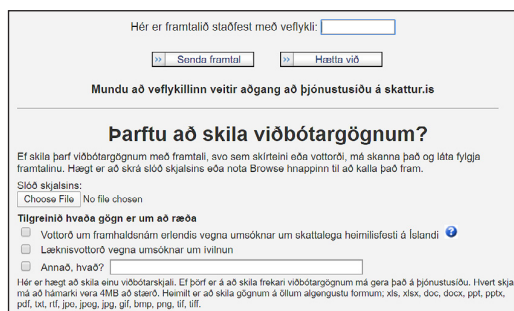 Hér er framtalið staðfest með veflykli:
Senda framtal
Hætta við
Mundu að veflykillinn veitir aðgang að þjónustusíðu á skattur.is
Þarftu að skila viðbótargögnum?
Ef skila þarf viðbótargögnum með framtali, svo sem skírteini eða vottorði, má skanna það og láta fylgja
framtalinu. Hægt er að skrá slóð skjalsins eða nota Browse hnappinn til að kalla það fram.
Slóð skjalsins:
Choose File No file chosen
Tilgreinið hvaða gögn er um að ræða
Vottorð um framhaldsnám erlendis vegna umsóknar um skattalega heimilisfesti á Íslandi ?
Læknisvottorð vegna umsóknar um ívilnun
Annað, hvað?
Hér er hægt að skila einu viðbótarskjali. Ef þörf er á að skila frekari viðbótargögnum má gera það á þjónustusíðu. Hvert skja
má að hámarki vera 4MB að stærð. Heimilt er að skila gögnum á öllum algengustu formum; xls, xlsx, doc, docx, ppt, pptx,
pdf, txt, rtf, jpe, jpeg, jpg, gif, bmp, png, tif, tiff.